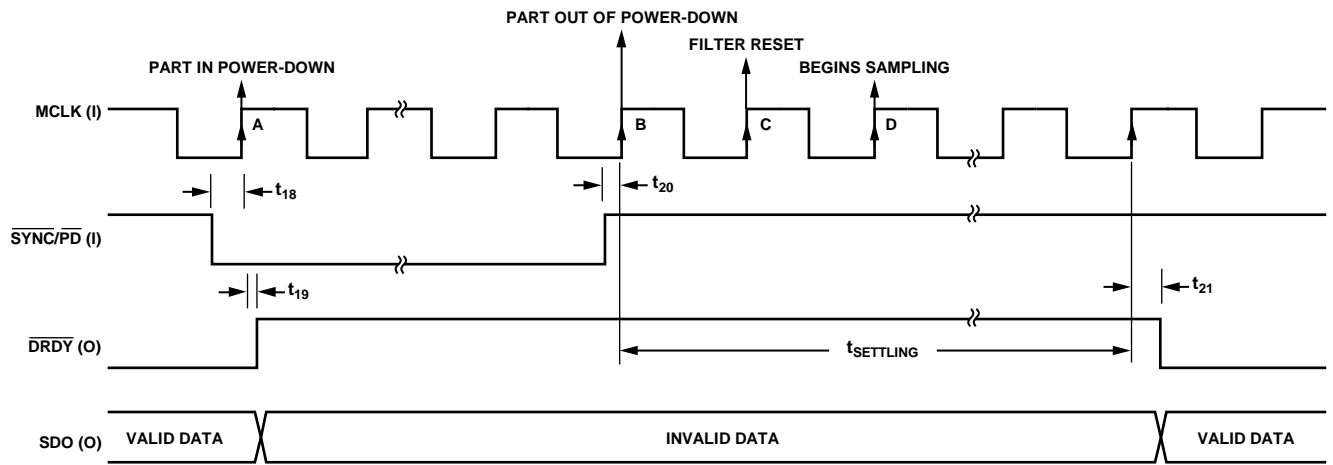 PART OUT OF POWER-DOWN
FILTER RESET
PART IN POWER-DOWN
BEGINS SAMPLING
MCLK (I)
A
B
C
D
t18
t20
SYNC/PD (I)
t19
t21
DRDY (O)
tSETTLING
SDO (O)
VALID DATA
INVALID DATA
VALID DATA